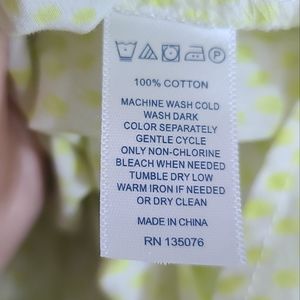 100% COTTON
MACHINE WASH COLD
WASH DARK
COLOR SEPARATELY
GENTLE CYCLE
ONLY NON-CHLORINE
BLEACH WHEN NEEDED
TUMBLE DRY LOW
WARM IRON IF NEEDED
OR DRY CLEAN
MADE IN CHINA
RN 135076